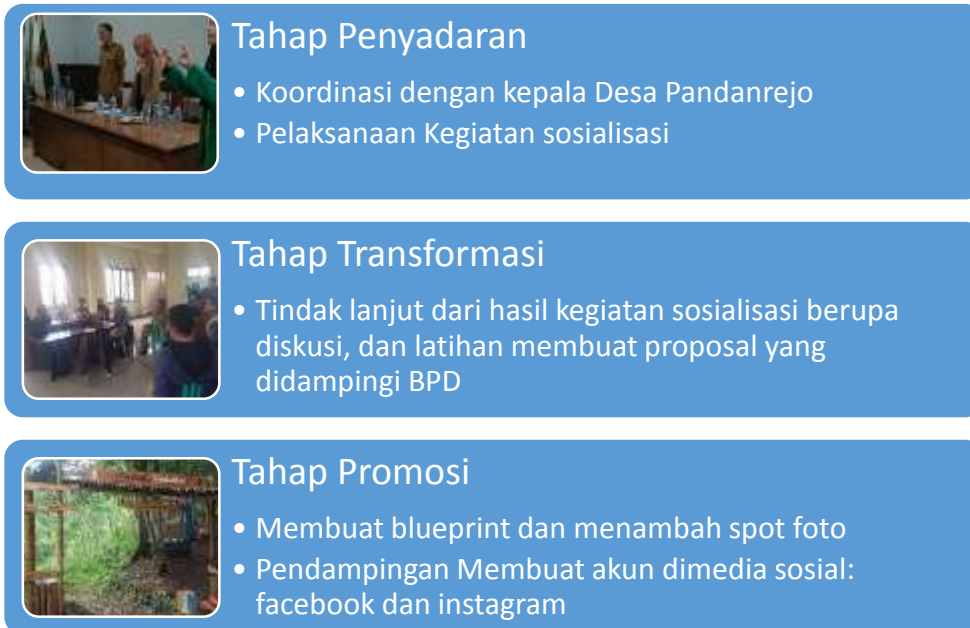 Tahap Penyadaran
• Koordinasi dengan kepala Desa Pandanrejo
• Pelaksanaan Kegiatan sosialisasi
Tahap Transformasi
• Tindak lanjut dari hasil kegiatan sosialisasi berupa
diskusi, dan latihan membuat proposal yang
didampingi BPD
Tahap Promosi
• Membuat blueprint dan menambah spot foto
• Pendampingan Membuat akun dimedia sosial:
facebook dan instagram